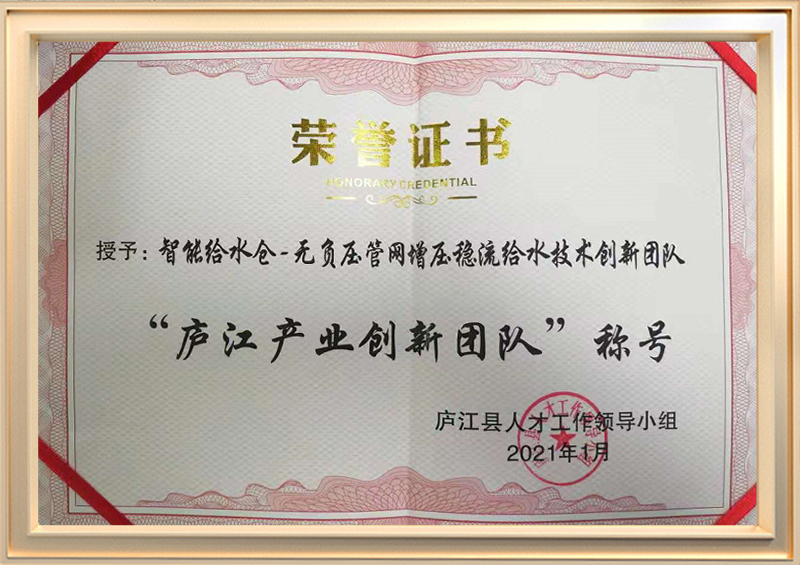 荣誉证书
HONORARY CREDENTIAL
授予：智能给水仓-无负压管网增压稳流给水技术创新团队
“庐江产业创新团队”称号
庐江县人才工作领导小组
2021年1月